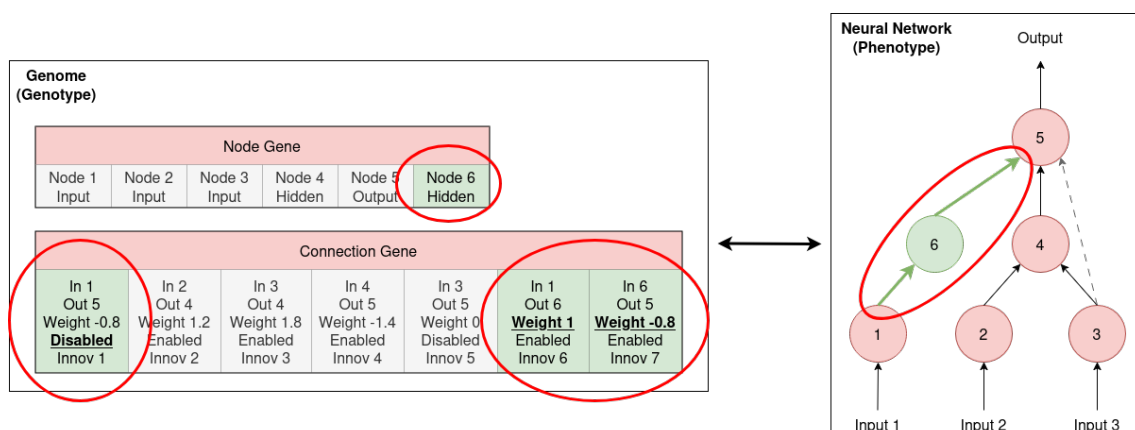 Genome
(Genotype)
Node Gene
Node 1
Input
Node 2
Input
Node 3
Input
Node 4
Hidden
Node 5
Output
Node 6
Hidden
Connection Gene
In 1
Out 5
Weight -0.8
Disabled
Innov 1
In 2
Out 4
Weight 1.2
Enabled
Innov 2
In 3
Out 4
Weight 1.8
Enabled
Innov 3
In 4
Out 5
Weight -1.4
Enabled
Innov 4
In 3
Out 5
Weight 0
Disabled
Innov 5
In 1
Out 6
Weight 1
Enabled
Innov 6
In 6
Out 5
Weight -0.8
Enabled
Innov 7
Neural Network
(Phenotype)
Output
5
6
4
1
2
3
Input 1
Input 2
Input 3